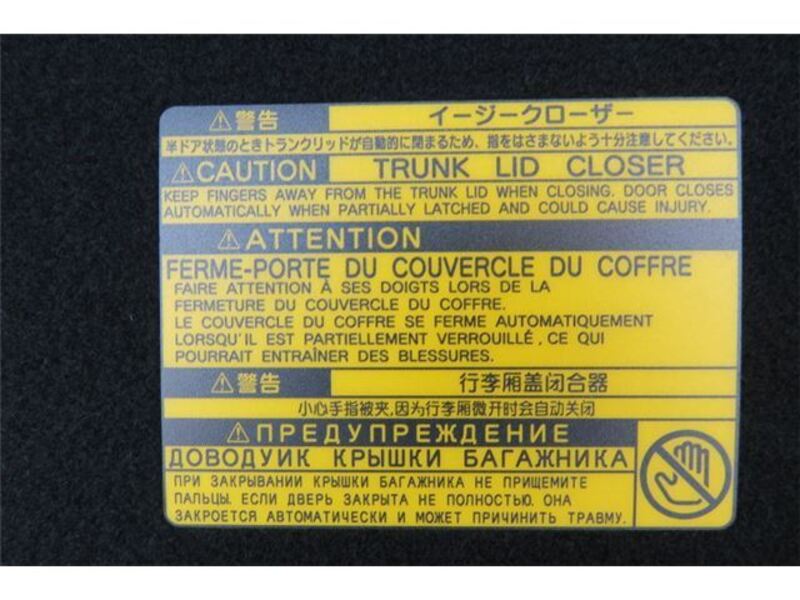 ⚠警告 イージークローザー
半ドア状態のときトランクリッドが自動的に閉まるため、指をはさまないよう十分注意してください。
⚠CAUTION TRUNK LID CLOSER
KEEP FINGERS AWAY FROM THE TRUNK LID WHEN CLOSING. DOOR CLOSES
AUTOMATICALLY WHEN PARTIALLY LATCHED AND COULD CAUSE INJURY.
⚠ATTENTION
FERME-PORTE DU COUVERCLE DU COFFRE
FAIRE ATTENTION À SES DOIGTS LORS DE LA
FERMETURE DU COUVERCLE DU COFFRE.
LE COUVERCLE DU COFFRE SE FERME AUTOMATIQUEMENT
LORSQU'IL EST PARTIELLEMENT VERROUILLÉ, CE QUI
POURRAIT ENTRAÎNER DES BLESSURES.
⚠警告 行李厢盖闭合器
小心手指被夹,因为行李厢微开时会自动关闭
⚠ПРЕДУПРЕЖДЕНИЕ
ДОВОДУИК КРЫШКИ БАГАЖНИКА
ПРИ ЗАКРЫВАНИИ КРЫШКИ БАГАЖНИКА НЕ ПРИЩЕМИТЕ
ПАЛЬЦЫ. ЕСЛИ ДВЕРЬ ЗАКРЫТА НЕ ПОЛНОСТЬЮ, ОНА
ЗАКРОЕТСЯ АВТОМАТИЧЕСКИ И МОЖЕТ ПРИЧИНИТЬ ТРАВМУ.